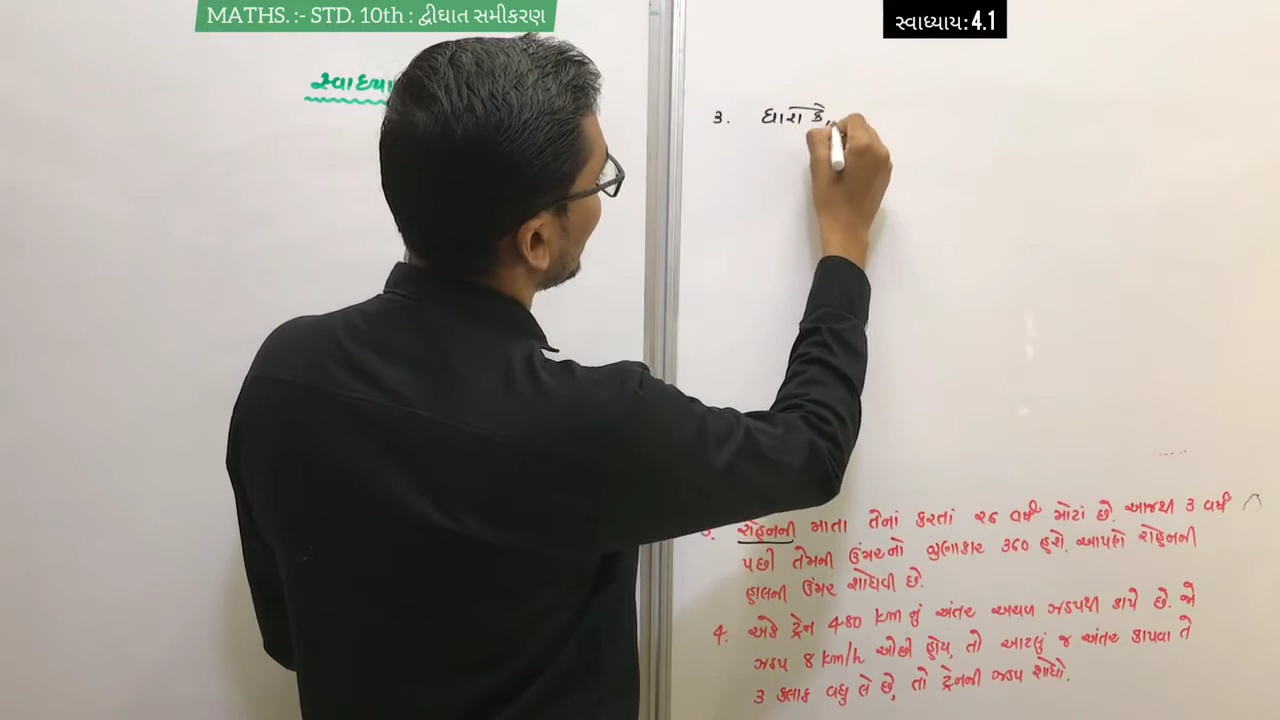 MATHS. :- STD. 10th : દ્વીઘાત સમીકરણ
સ્વાધ્યાય: 4.1
સ્વાધ્યા
3. ધારો કે,
3. રોહનની માતા તેનાં કરતાં ૨૬ વર્ષ મોટાં છે. આજથી 3 વર્ષ
પછી તેમની ઉંમરનો ગુણાકાર 360 હશે. આપણે રોહનની
હાલની ઉંમર શોધવી છે.
4. એક ટ્રેન 480 km નું અંતર અચળ ઝડપથી કાપે છે. જો
ઝડપ 8 km/h ઓછી હોય, તો આટલું જ અંતર કાપવા તે
3 કલાક વધુ લે છે, તો ટ્રેનની ઝડપ શોધો.